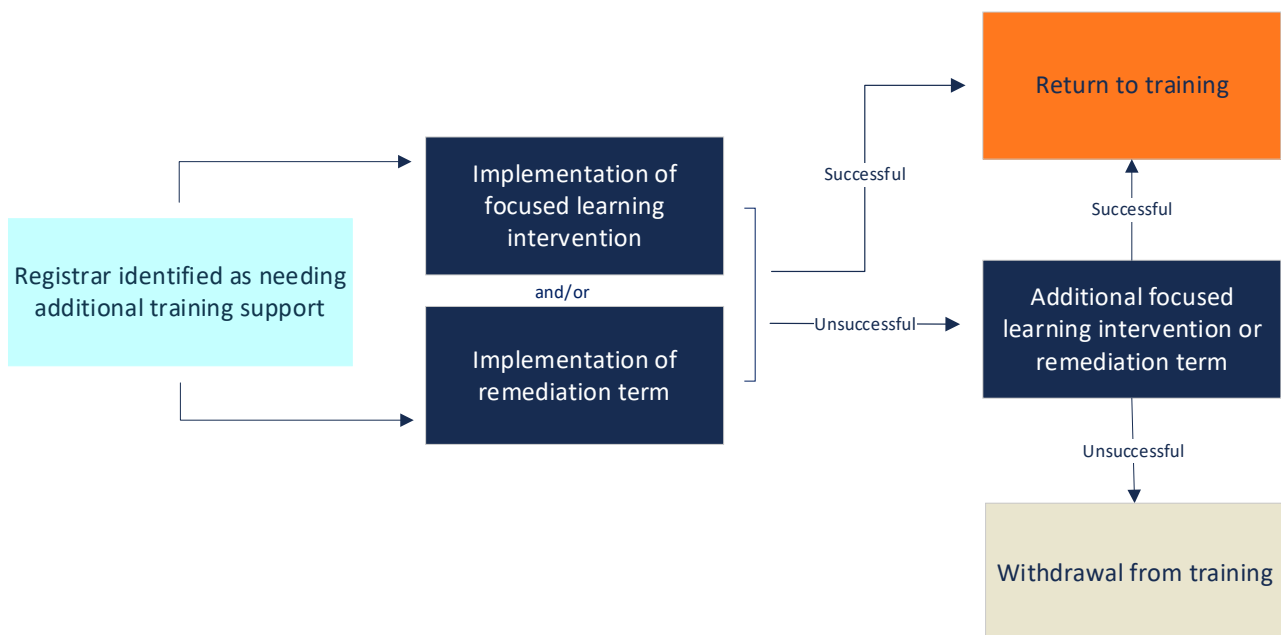 Registrar identified as needing
additional training support
Implementation of
focused learning
intervention
and/or
Implementation of
remediation term
Successful
Unsuccessful
Return to training
Successful
Additional focused
learning intervention or
remediation term
Unsuccessful
Withdrawal from training